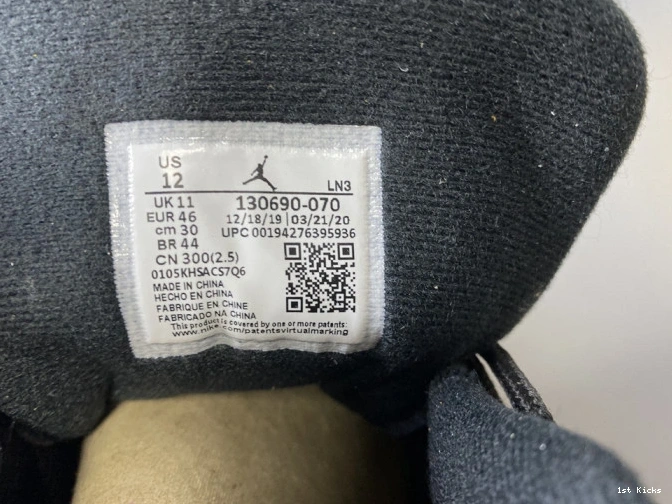 US
12
LN3
UK 11
130690-070
EUR 46
12/18/19 | 03/21/20
cm 30
UPC 00194276395936
BR 44
CN 300(2.5)
0105KHSACS7Q6
MADE IN CHINA
HECHO EN CHINA
FABRIQUE EN CHINE
FABRICADO NA CHINA
This product is covered by one or more patents:
www.nike.com/patentsvirtualmarking
1st Kicks